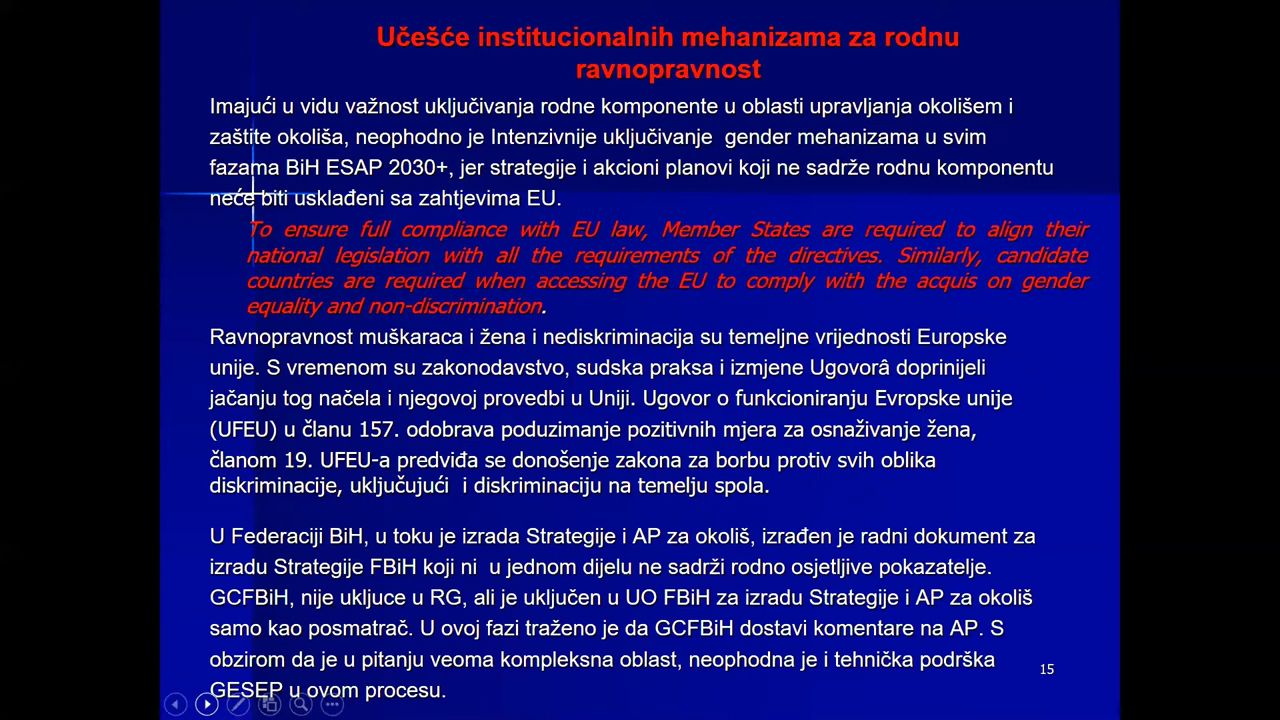 Učešće institucionalnih mehanizama za rodnu
ravnopravnost
Imajući u vidu važnost uključivanja rodne komponente u oblasti upravljanja okolišem i
zaštite okoliša, neophodno je Intenzivnije uključivanje gender mehanizama u svim
fazama BiH ESAP 2030+, jer strategije i akcioni planovi koji ne sadrže rodnu komponentu
neće biti usklađeni sa zahtjevima EU.
To ensure full compliance with EU law, Member States are required to align their
national legislation with all the requirements of the directives. Similarly, candidate
countries are required when accessing the EU to comply with the acquis on gender
equality and non-discrimination.
Ravnopravnost muškaraca i žena i nediskriminacija su temeljne vrijednosti Europske
unije. S vremenom su zakonodavstvo, sudska praksa i izmjene Ugovorâ doprinijeli
jačanju tog načela i njegovoj provedbi u Uniji. Ugovor o funkcioniranju Evropske unije
(UFEU) u članu 157. odobrava poduzimanje pozitivnih mjera za osnaživanje žena,
članom 19. UFEU-a predviđa se donošenje zakona za borbu protiv svih oblika
diskriminacije, uključujući i diskriminaciju na temelju spola.
U Federaciji BiH, u toku je izrada Strategije i AP za okoliš, izrađen je radni dokument za
izradu Strategije FBiH koji ni u jednom dijelu ne sadrži rodno osjetljive pokazatelje.
GCFBiH, nije uključe u RG, ali je uključen u UO FBiH za izradu Strategije i AP za okoliš
samo kao posmatrač. U ovoj fazi traženo je da GCFBiH dostavi komentare na AP. S
obzirom da je u pitanju veoma kompleksna oblast, neophodna je i tehnička podrška
GESEP u ovom procesu.
15